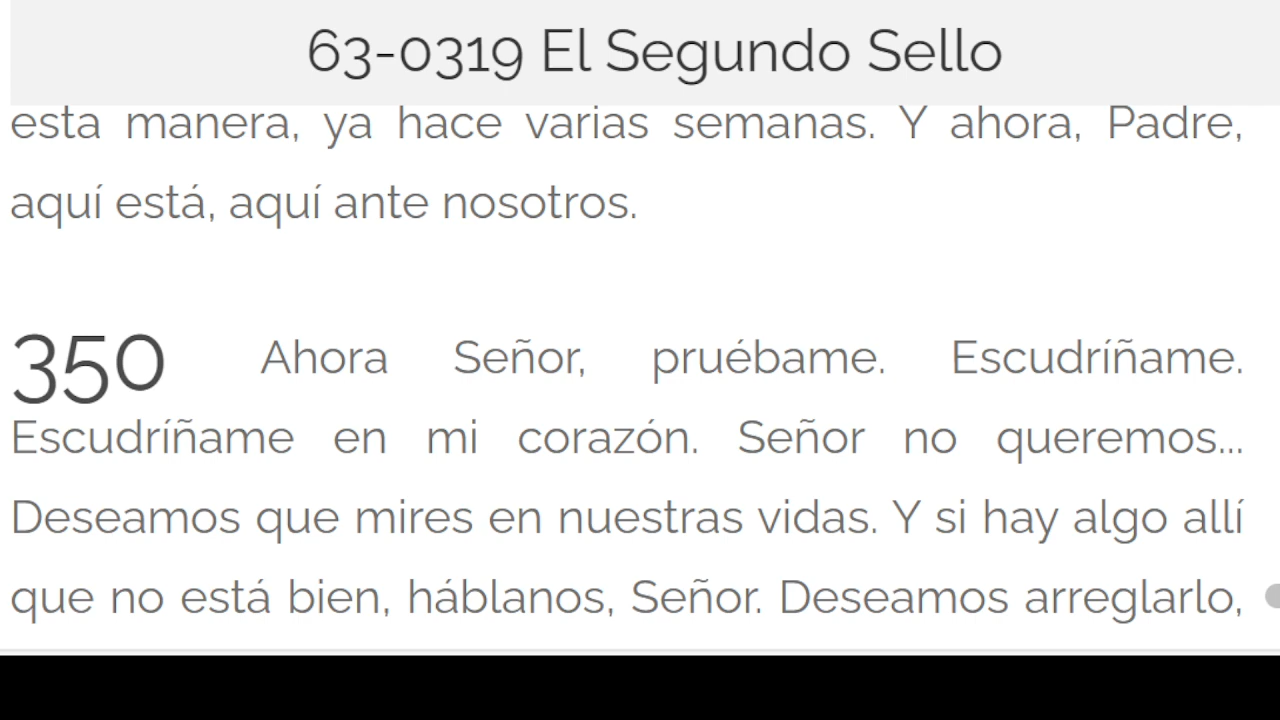 63-0319 El Segundo Sello
esta manera, ya hace varias semanas. Y ahora, Padre,
aquí está, aquí ante nosotros.
350 Ahora Señor, pruébame. Escudríñame.
Escudríñame en mi corazón. Señor no queremos...
Deseamos que mires en nuestras vidas. Y si hay algo allí
que no está bien, háblanos, Señor. Deseamos arreglarlo,